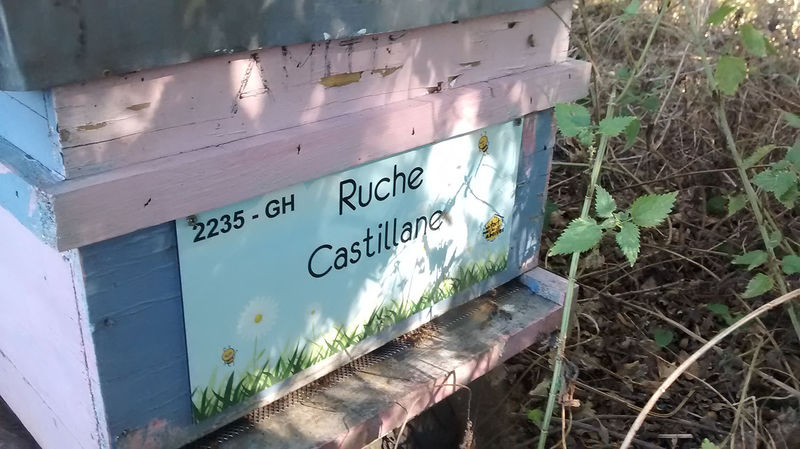 2235 - GH
Ruche
Castillane